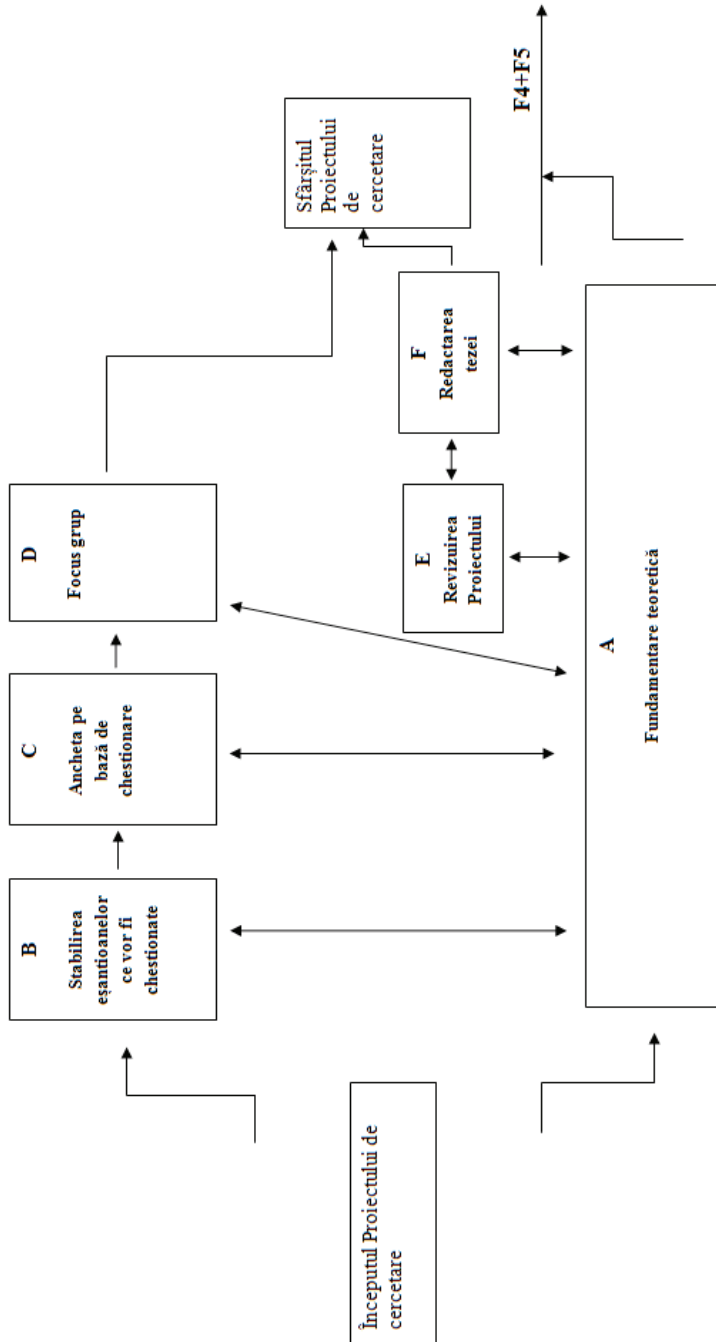 Începutul Proiectului de
cercetare
B
Stabilirea
eșantioanelor
ce vor fi
chestionate
C
Ancheta pe
bază de
chestionare
D
Focus grup
E
Revizuirea
Proiectului
F
Redactarea
tezei
Sfârșitul
Proiectului
de
cercetare
A
Fundamentare teoretică
F4+F5